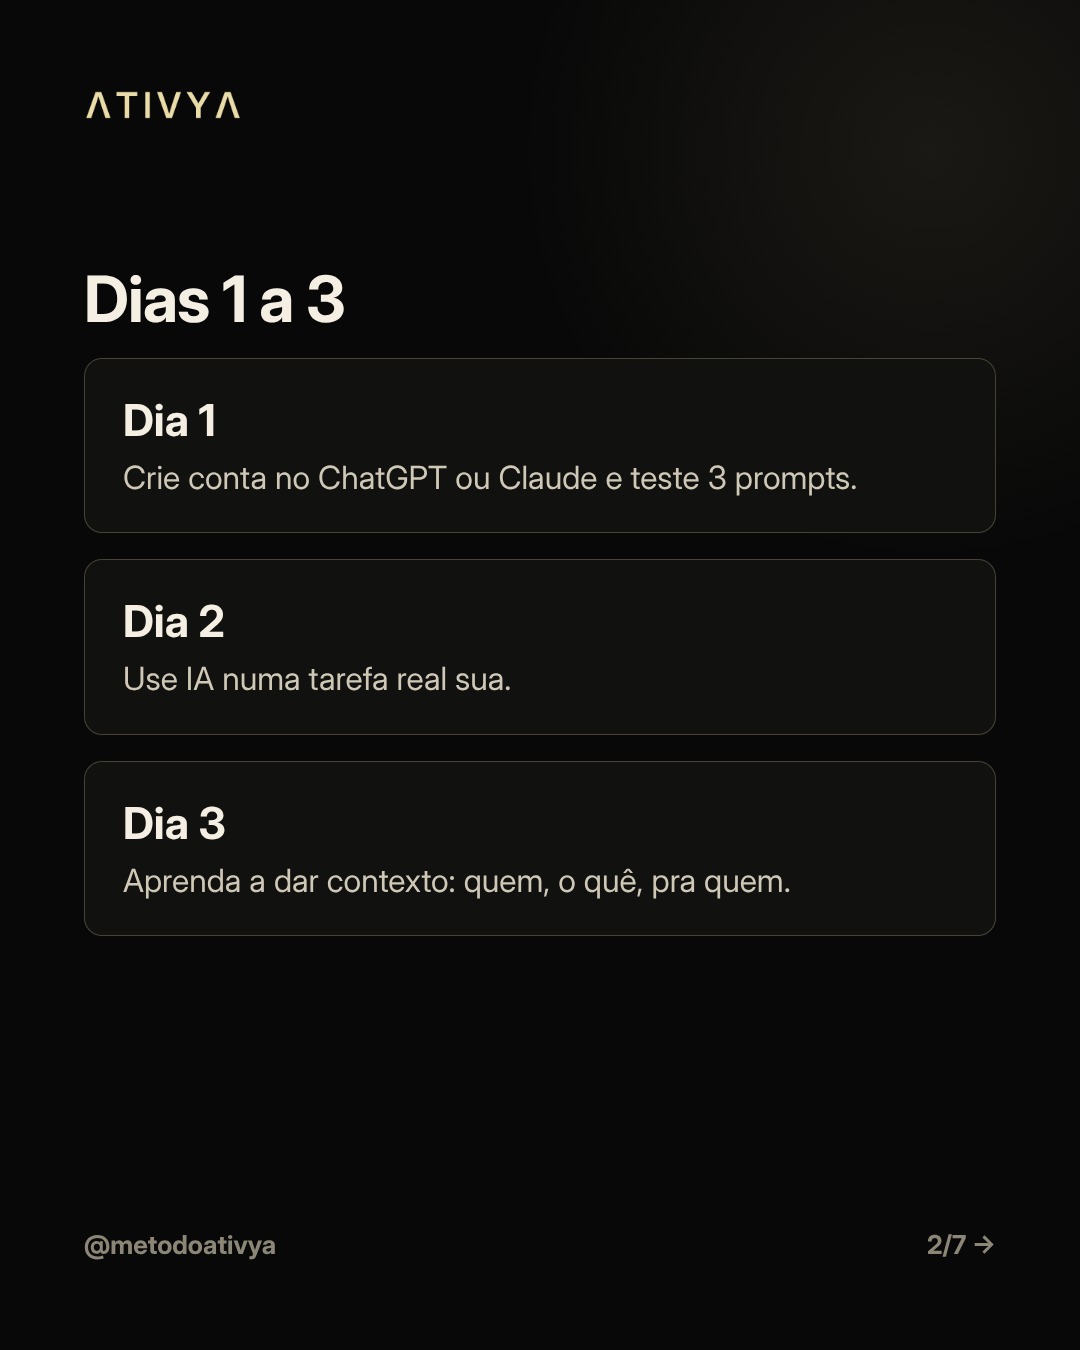 ATIVYA
Dias 1 a 3
Dia 1
Crie conta no ChatGPT ou Claude e teste 3 prompts.
Dia 2
Use IA numa tarefa real sua.
Dia 3
Aprenda a dar contexto: quem, o quê, pra quem.
@metodoativya
2/7 →